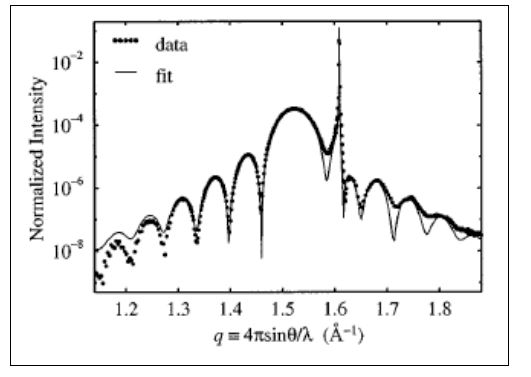 10⁻²
10⁻⁴
10⁻⁶
10⁻⁸
Normalized Intensity
data
fit
1.2 1.3 1.4 1.5 1.6 1.7 1.8
q ≡ 4πsinθ/λ (Å⁻¹)